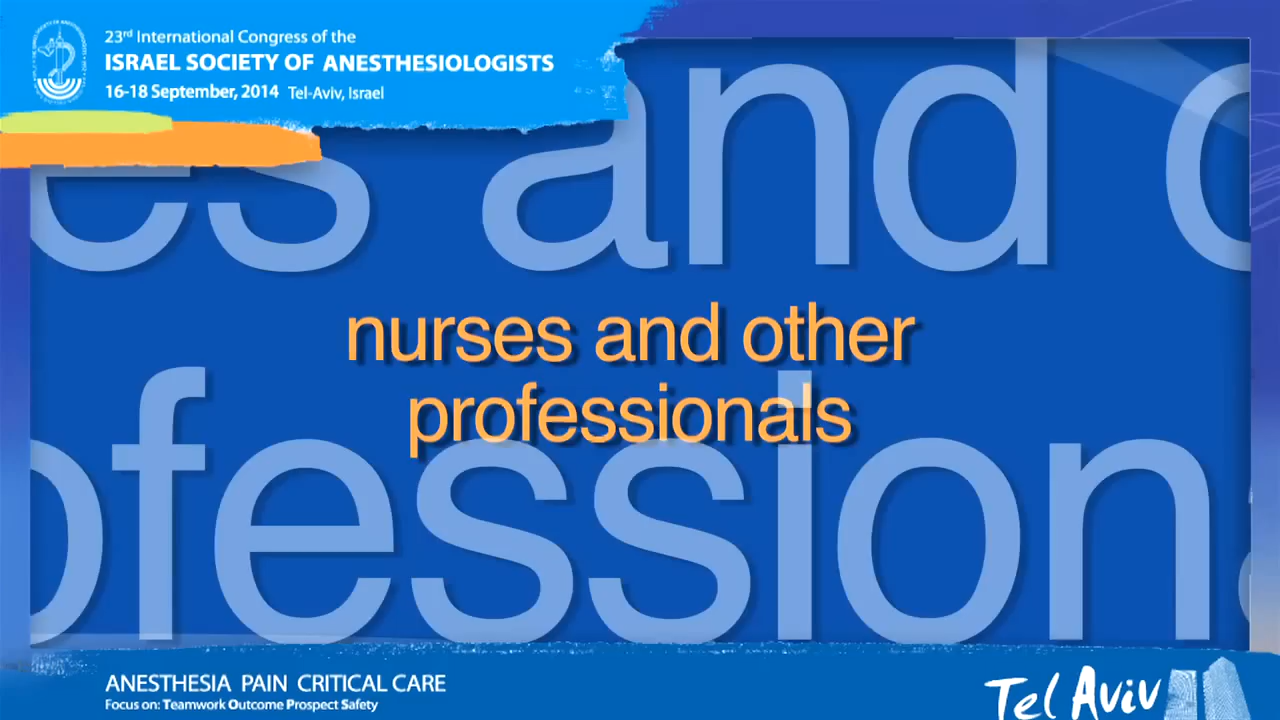 23rd International Congress of the
ISRAEL SOCIETY OF ANESTHESIOLOGISTS
16-18 September, 2014 Tel-Aviv, Israel
es and o
nurses and other
professionals
ofession
ANESTHESIA PAIN CRITICAL CARE
Focus on: Teamwork Outcome Prospect Safety
Tel Aviv